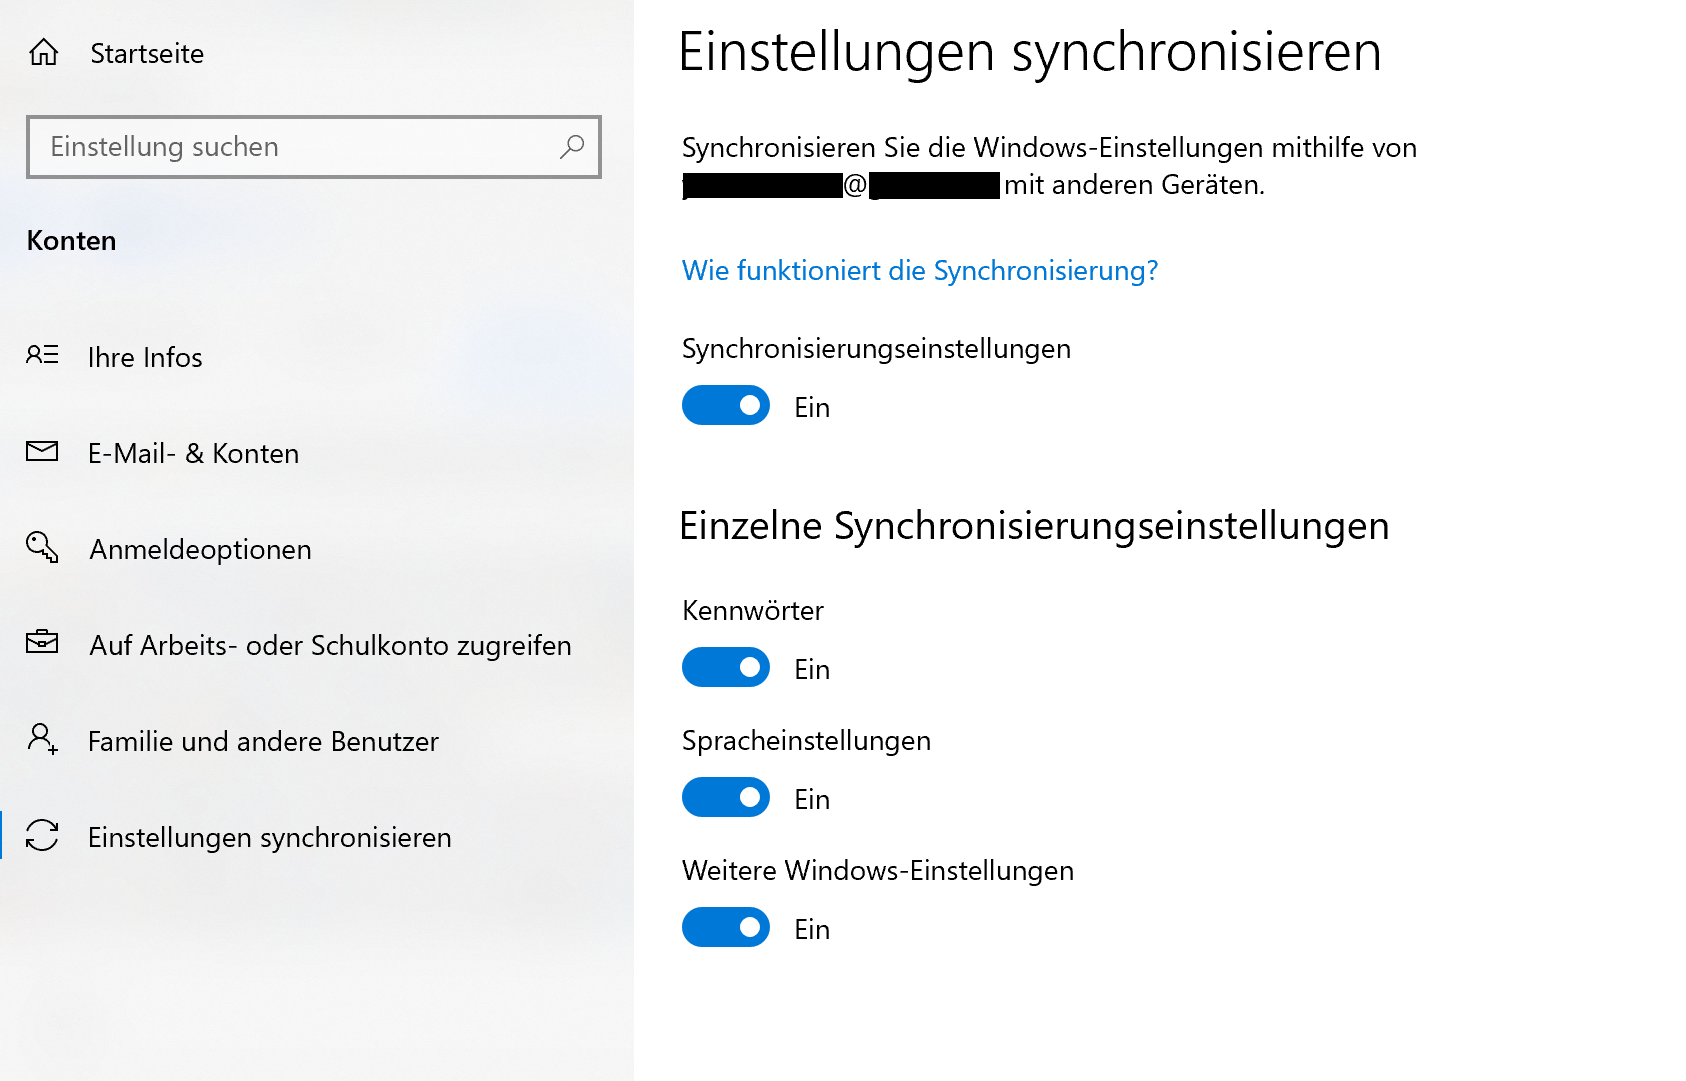 Startseite
Einstellung suchen
Konten
Ihre Infos
E-Mail- & Konten
Anmeldeoptionen
Auf Arbeits- oder Schulkonto zugreifen
Familie und andere Benutzer
Einstellungen synchronisieren
Einstellungen synchronisieren
Synchronisieren Sie die Windows-Einstellungen mithilfe von
@ mit anderen Geräten.
Wie funktioniert die Synchronisierung?
Synchronisierungseinstellungen
Ein
Einzelne Synchronisierungseinstellungen
Kennwörter
Ein
Spracheinstellungen
Ein
Weitere Windows-Einstellungen
Ein